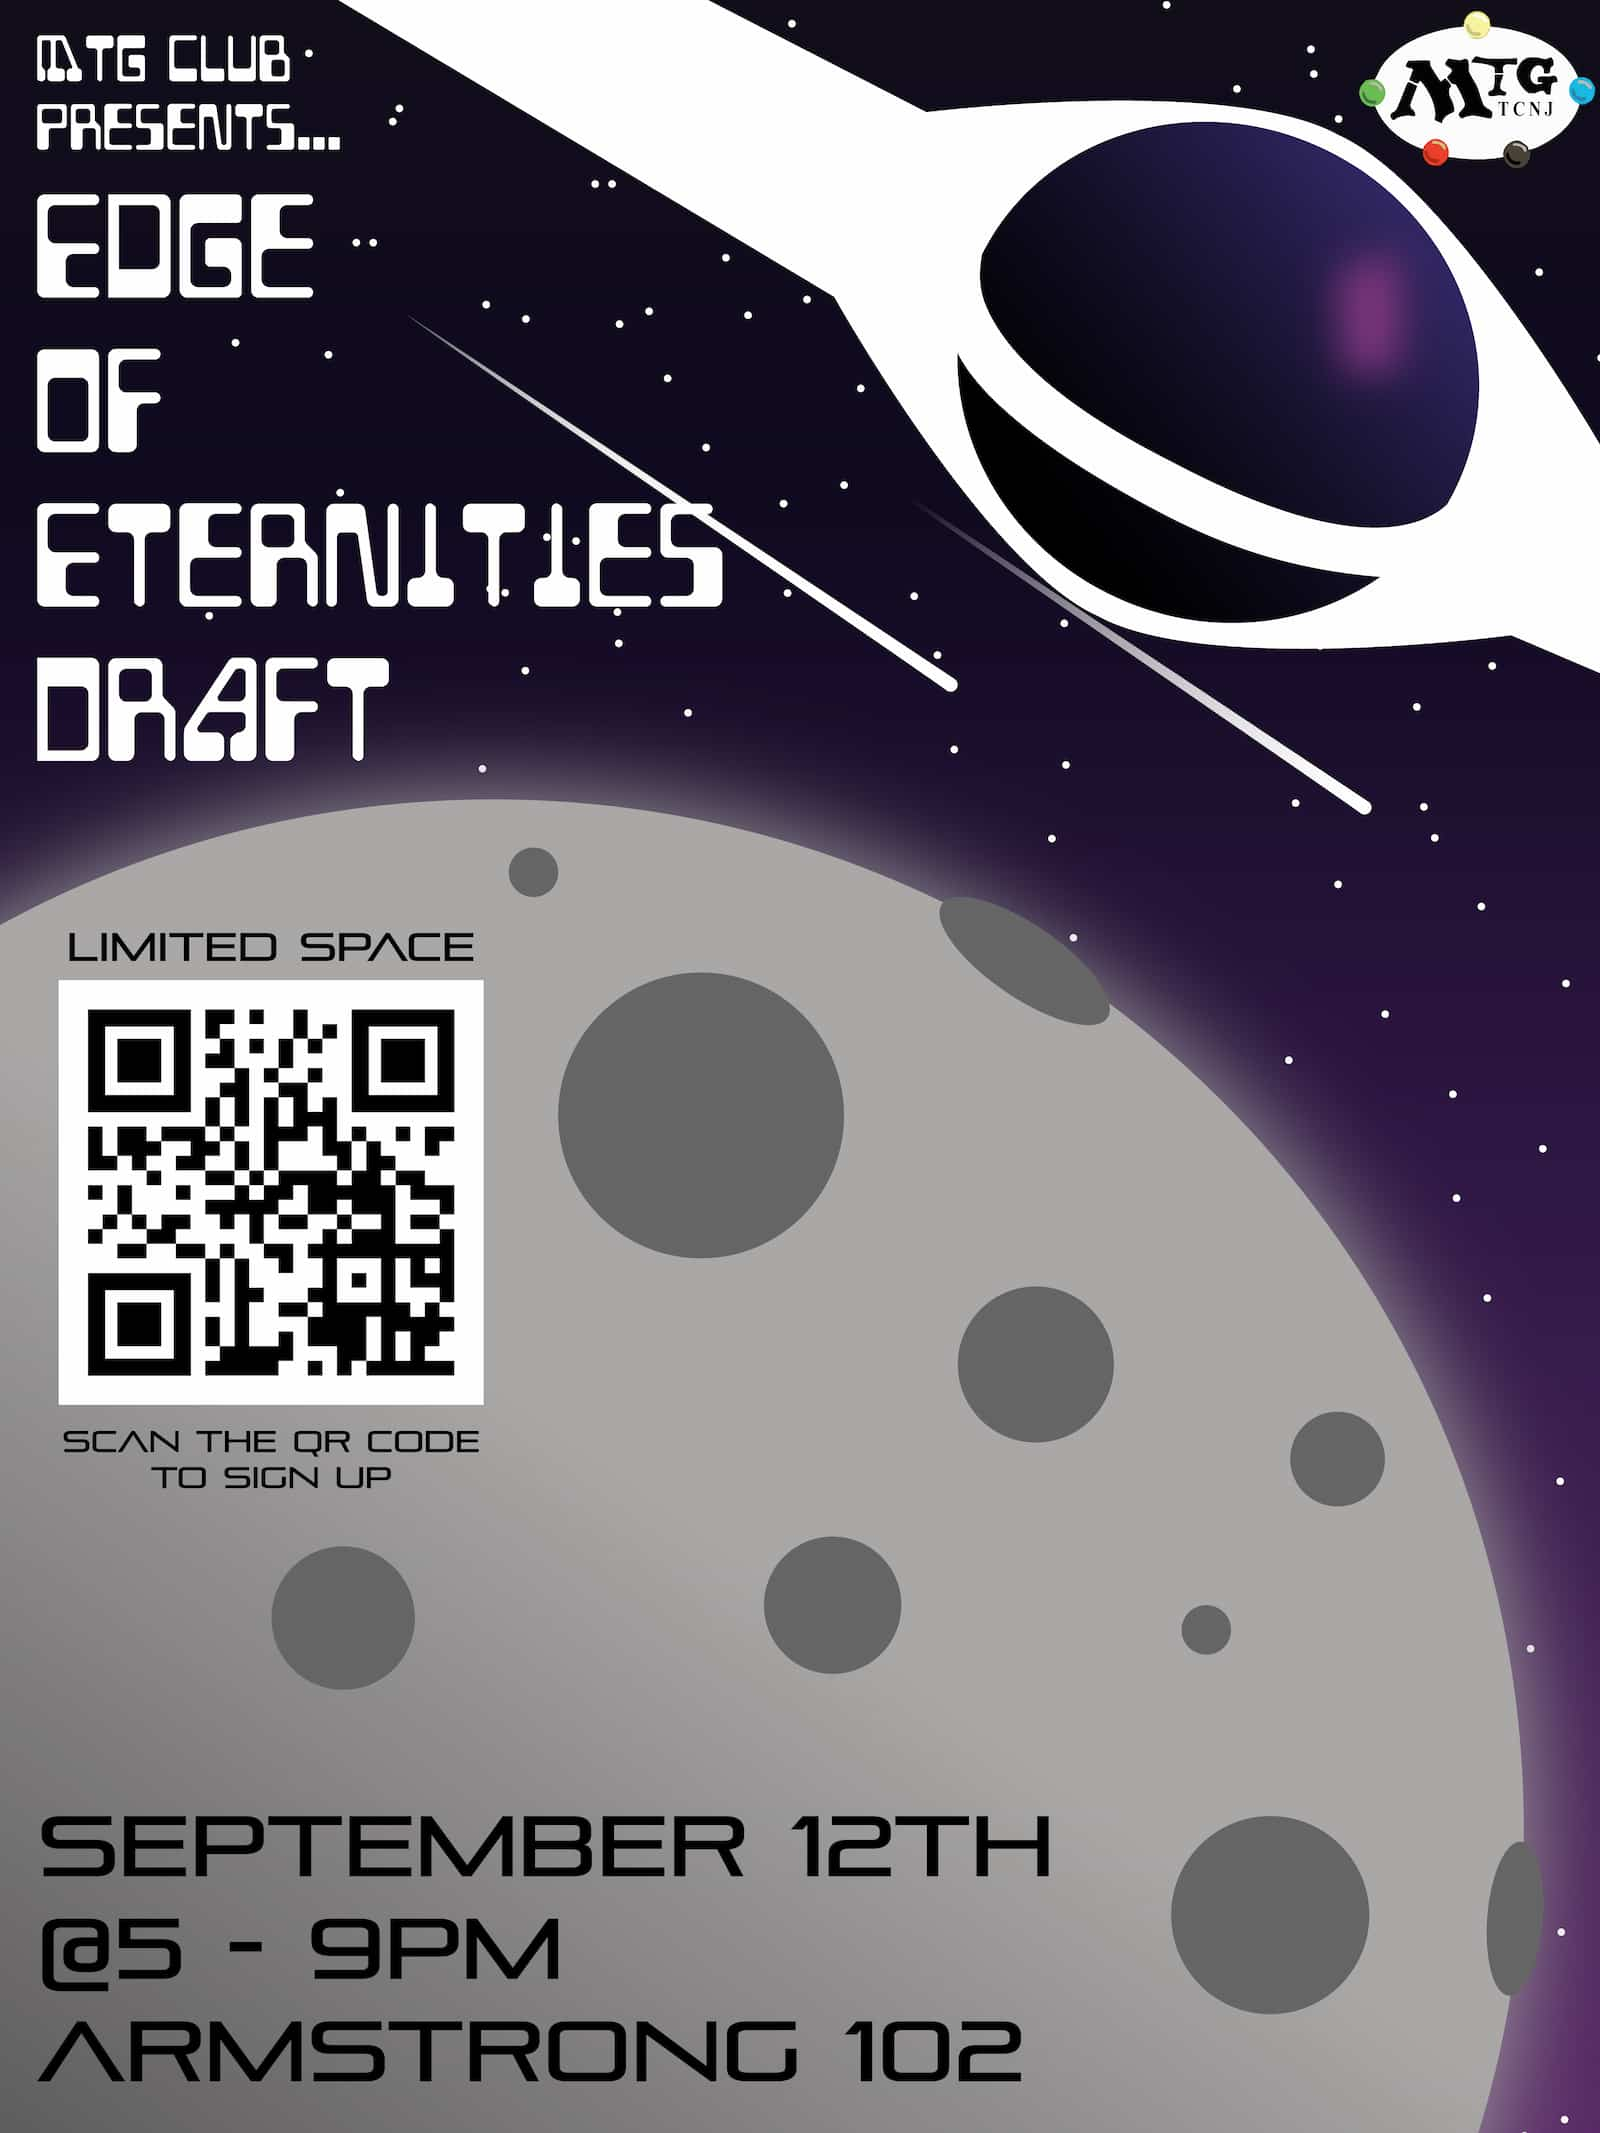 MTG CLUB
PRESENTS...
EDGE
OF
ETERNITIES
DRAFT
MTG
TCNJ
LIMITED SPACE
SCAN THE QR CODE
TO SIGN UP
SEPTEMBER 12TH
@5 - 9PM
ARMSTRONG 102